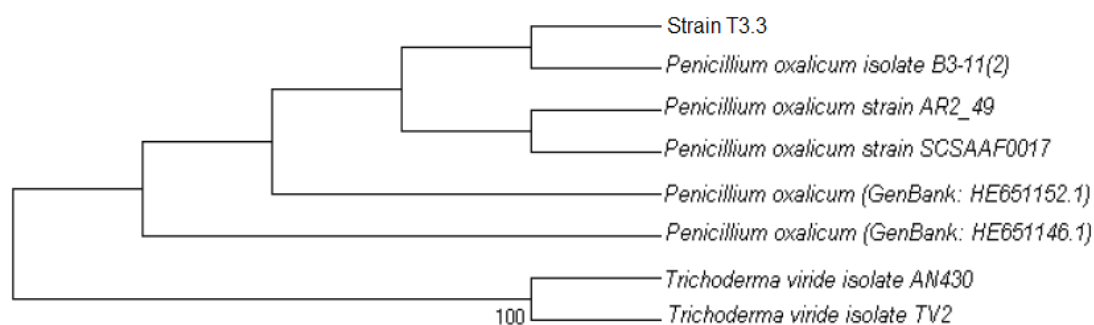 Strain T3.3
Penicillium oxalicum isolate B3-11(2)
Penicillium oxalicum strain AR2_49
Penicillium oxalicum strain SCSAAF0017
Penicillium oxalicum (GenBank: HE651152.1)
Penicillium oxalicum (GenBank: HE651146.1)
Trichoderma viride isolate AN430
100
Trichoderma viride isolate TV2